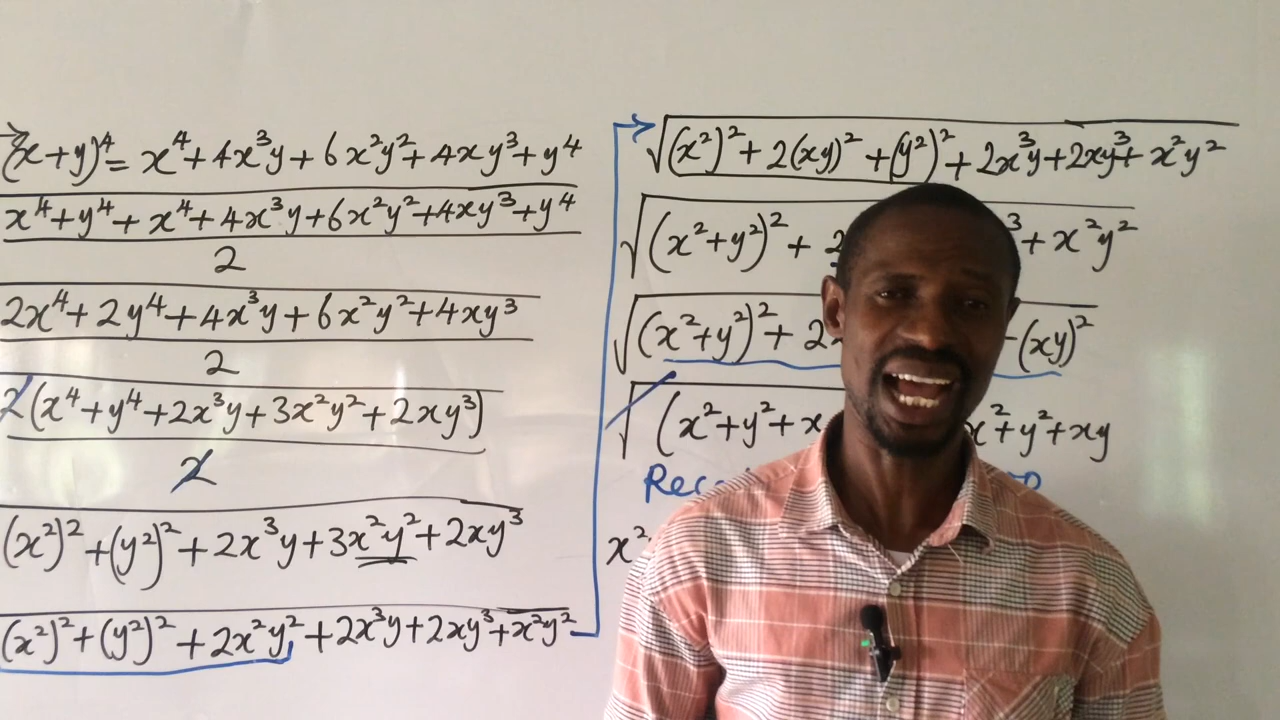 (x+y)⁴ = x⁴+4x³y+6x²y²+4xy³+y⁴
x⁴+y⁴+x⁴+4x³y+6x²y²+4xy³+y⁴
2
2x⁴+2y⁴+4x³y+6x²y²+4xy³
2
2(x⁴+y⁴+2x³y+3x²y²+2xy³)
2
(x²)²+(y²)²+2x³y+3x²y²+2xy³
(x²)²+(y²)²+2x²y²+2x³y+2xy³+x²y²
√(x²)²+2(xy)²+(y²)²+2x³y+2xy³+x²y²
√(x²+y²)²+2 ³+x²y²
√(x²+y²)²+2 (xy)²
√(x²+y²+x x²+y²+xy
x²